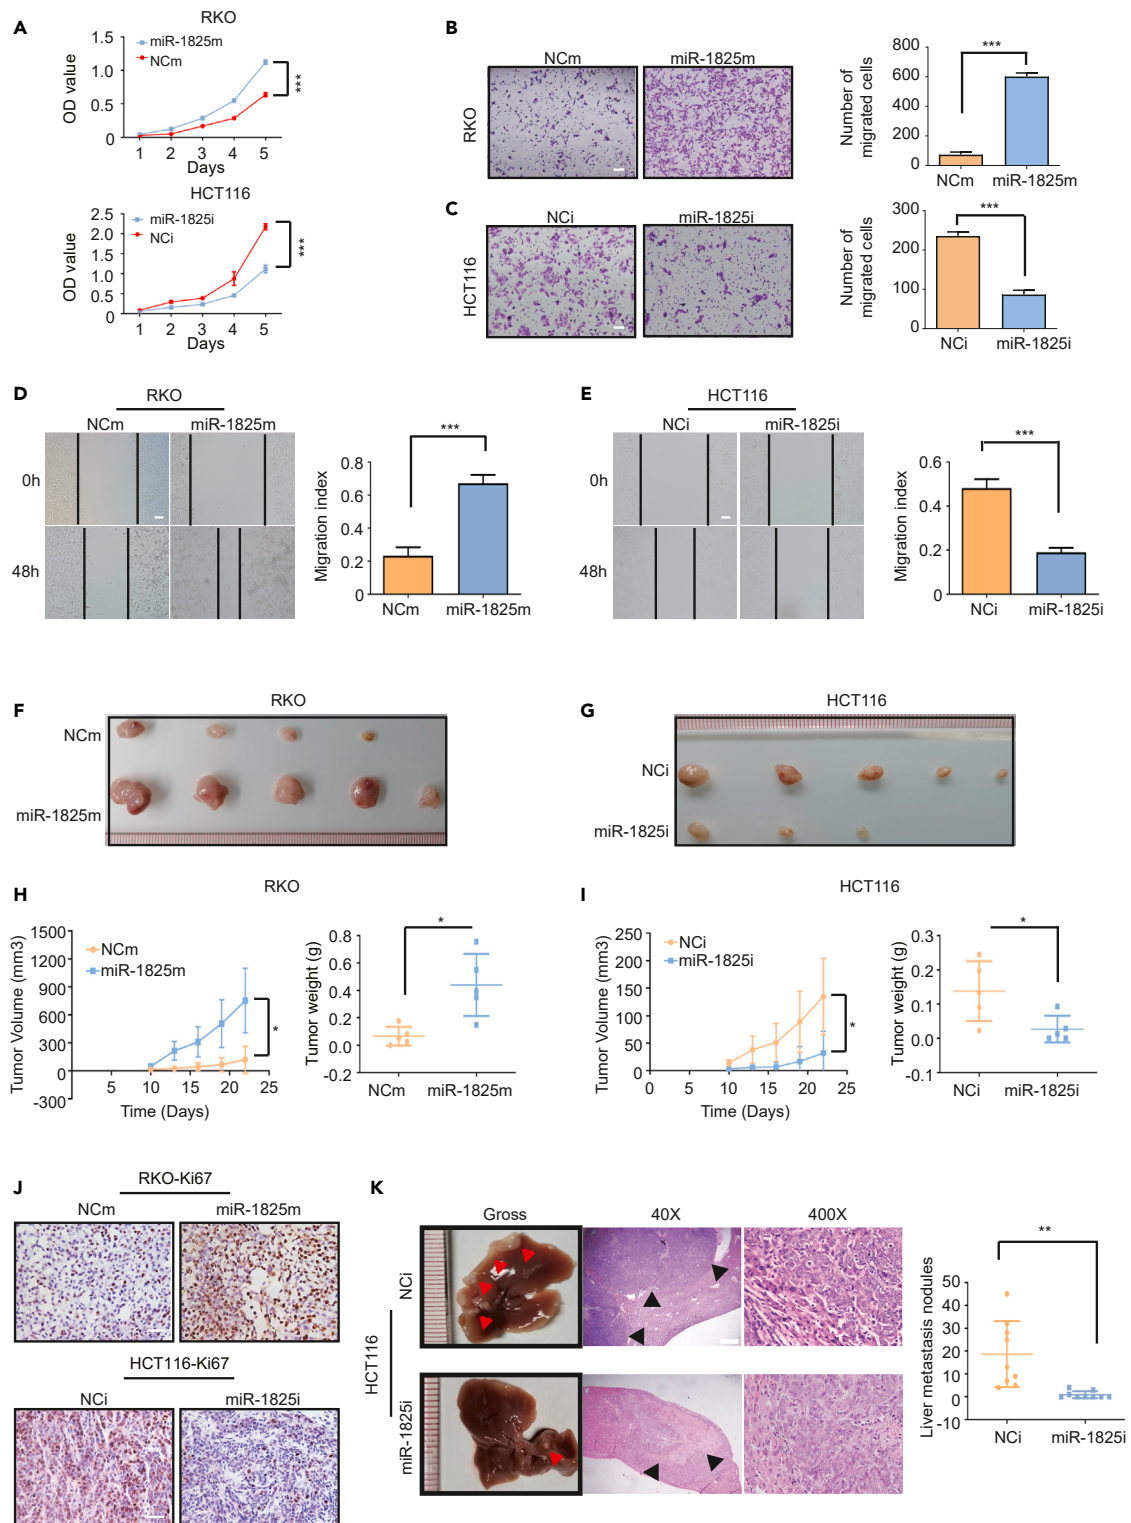 A
RKO
OD value
1.5
1.0
0.5
0
miR-1825m
NCm
***
1 2 3 4 5
Days
HCT116
OD value
2.5
2.0
1.5
1.0
0.5
0
miR-1825i
NCi
***
1 2 3 4 5
Days
B
NCm miR-1825m
RKO
Number of
migrated cells
800
600
400
200
0
***
NCm miR-1825m
C
NCi miR-1825i
HCT116
Number of
migrated cells
300
200
100
0
***
NCi miR-1825i
D
RKO
NCm miR-1825m
0h
48h
Migration index
0.8
0.6
0.4
0.2
0
***
NCm miR-1825m
E
HCT116
NCi miR-1825i
0h
48h
Migration index
0.6
0.4
0.2
0
***
NCi miR-1825i
F
RKO
NCm
miR-1825m
G
HCT116
NCi
miR-1825i
H
RKO
Tumor Volume (mm3)
1500
1200
900
600
300
0
-300
NCm
miR-1825m
*
5 10 15 20 25
Time (Days)
Tumor weight (g)
0.8
0.6
0.4
0.2
0.0
-0.2
*
NCm miR-1825m
I
HCT116
Tumor Volume (mm3)
250
200
150
100
50
0
NCi
miR-1825i
*
0 5 10 15 20 25
Time (Days)
Tumor weight (g)
0.3
0.2
0.1
0.0
-0.1
*
NCi miR-1825i
J
RKO-Ki67
NCm miR-1825m
HCT116-Ki67
NCi miR-1825i
K
Gross 40X 400X
HCT116
NCi
miR-1825i
Liver metastasis nodules
50
40
30
20
10
0
-10
**
NCi miR-1825i